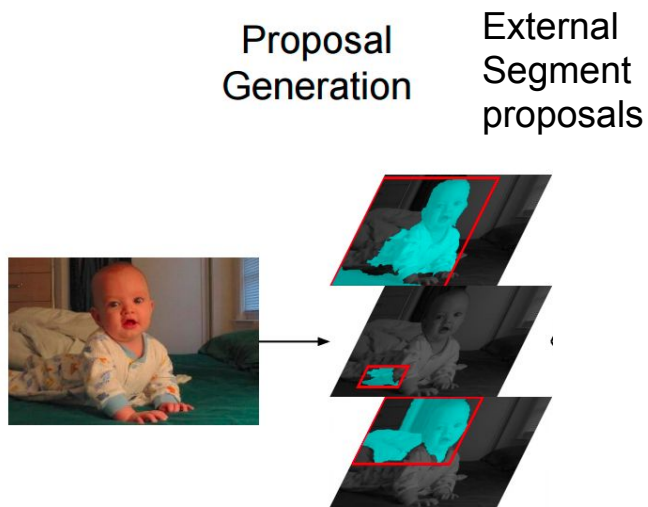 Proposal
Generation
External
Segment
proposals